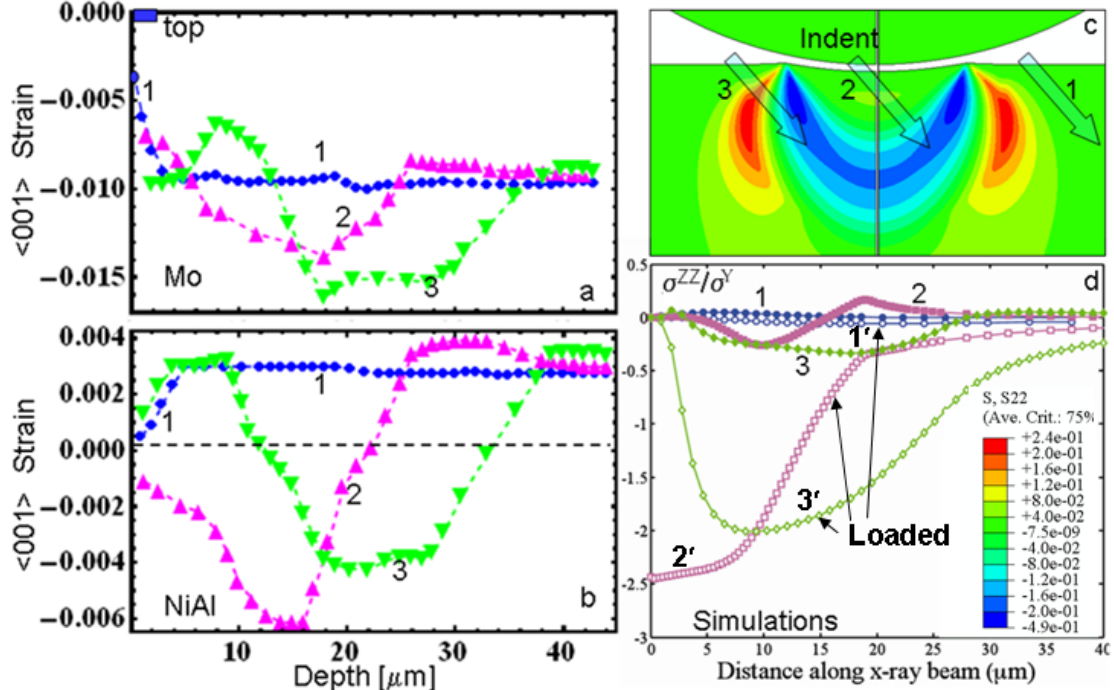 0.000
top
1
−0.005
<001> Strain
−0.010
1
2
−0.015
Mo
3
a
0.004
0.002
1
1
0.000
<001> Strain
−0.002
2
−0.004
3
−0.006
NiAl
b
10
20
30
40
Depth [μm]
Indent
c
3
2
1
0.5
σZZ/σY
1
2
d
0
1′
3
-0.5
S, S22
(Ave. Crit.: 75%
-1
+2.4e-01
+2.0e-01
+1.6e-01
+1.2e-01
+8.0e-02
+4.0e-02
-7.5e-09
-4.0e-02
-8.0e-02
-1.2e-01
-1.6e-01
-2.0e-01
-4.9e-01
-1.5
3′
Loaded
-2
2′
-2.5
Simulations
-3
0
5
10
15
20
25
30
35
40
Distance along x-ray beam (μm)